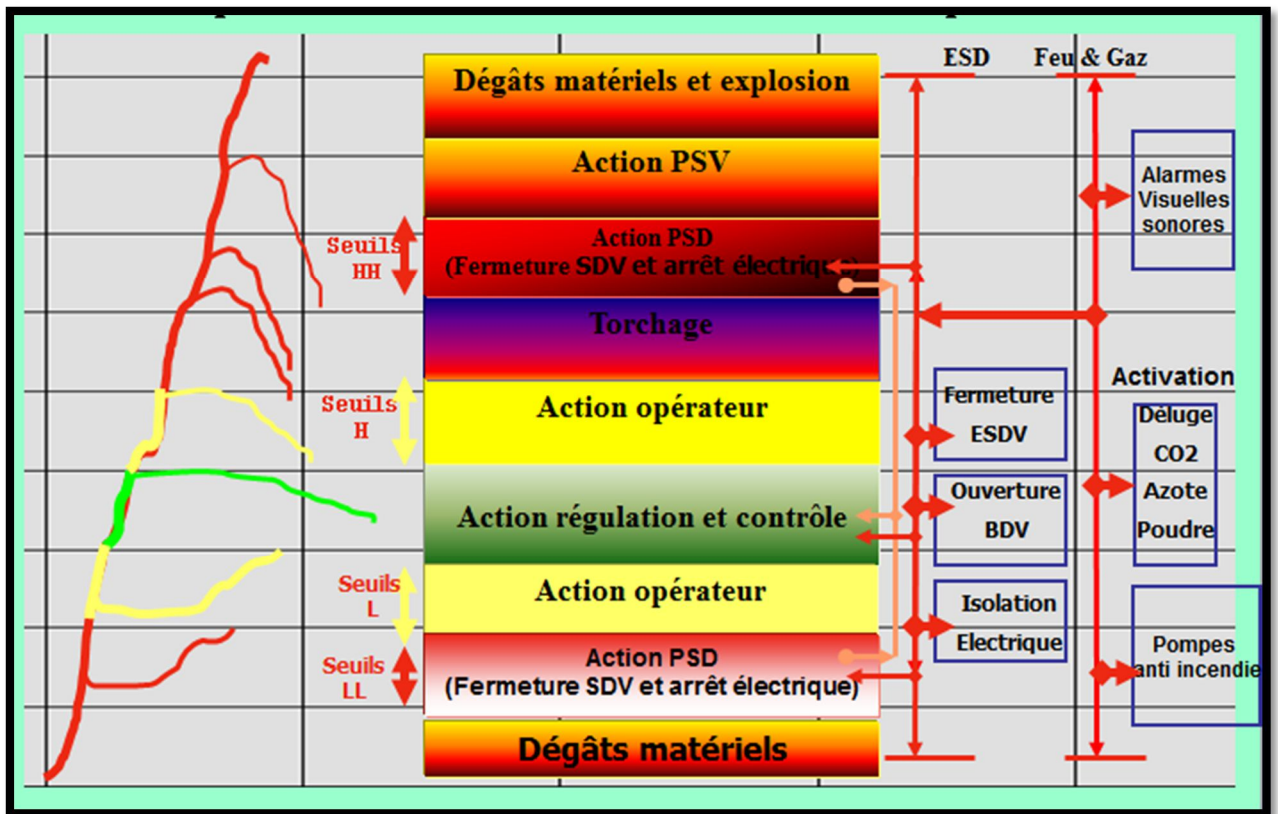 ESD
Feu & Gaz
Dégâts matériels et explosion
Action PSV
Alarmes
Visuelles
sonores
Seuils
HH
Action PSD
(Fermeture SDV et arrêt électrique)
Torchage
Seuils
H
Action opérateur
Fermeture
ESDV
Activation
Déluge
CO2
Azote
Poudre
Action régulation et contrôle
Ouverture
BDV
Seuils
L
Action opérateur
Isolation
Electrique
Seuils
LL
Action PSD
(Fermeture SDV et arrêt électrique)
Pompes
anti incendie
Dégâts matériels